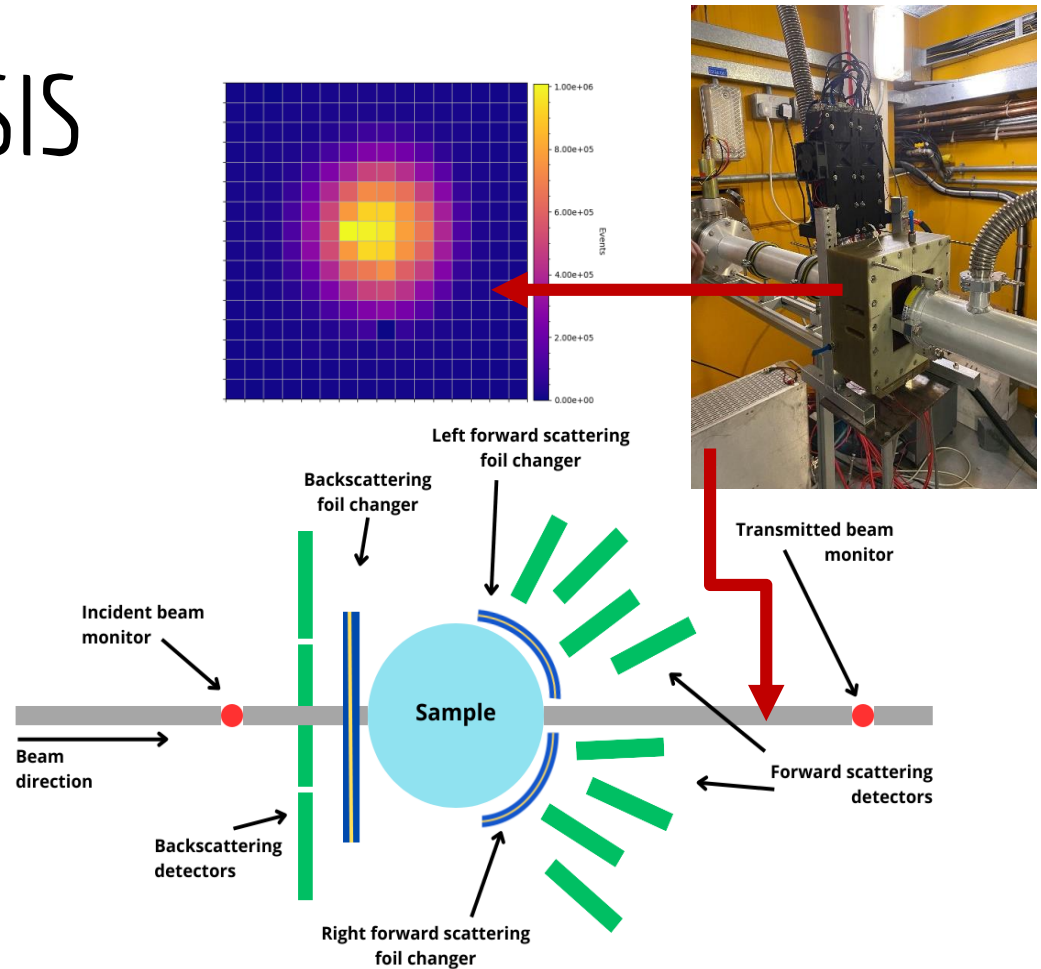 SIS
1.00e+06
8.00e+05
6.00e+05
4.00e+05
2.00e+05
0.00e+00
Events
Left forward scattering
foil changer
Backscattering
foil changer
Transmitted beam
monitor
Incident beam
monitor
Sample
Beam
direction
Forward scattering
detectors
Backscattering
detectors
Right forward scattering
foil changer